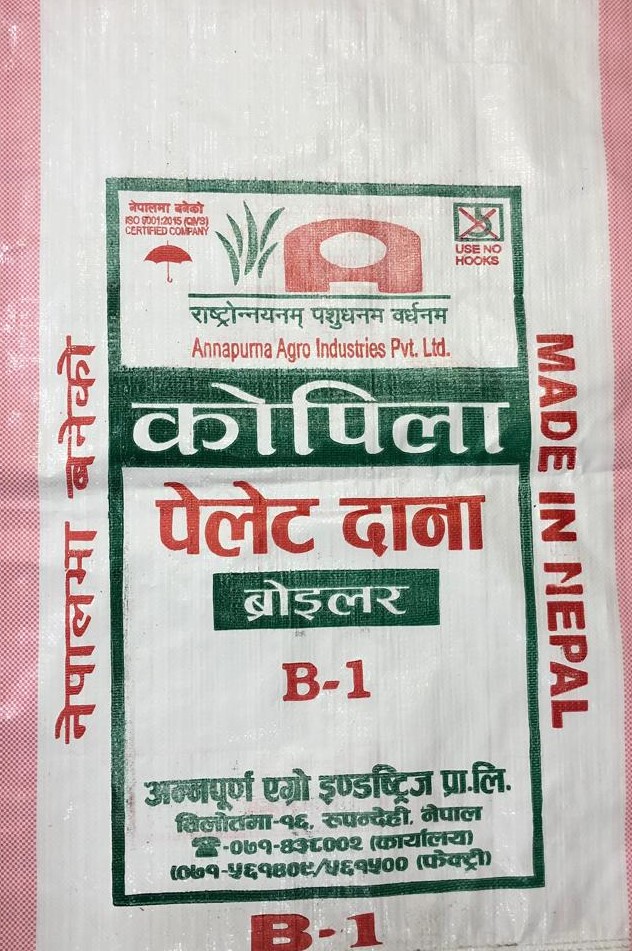 नेपालमा बनेको
ISO 9001:2015 (QMS)
CERTIFIED COMPANY
USE NO
HOOKS
राष्ट्रोन्नयनम् पशुधनम वर्धनम
Annapurna Agro Industries Pvt. Ltd.
कोपिला
पेलेट दाना
ब्रोइलर
B-1
अन्नपूर्ण एग्रो इण्डष्ट्रिज प्रा.लि.
तिलोतमा-१६, रुपन्देही, नेपाल
☎-०७१-४३८००२ (कार्यालय)
(०७१-५६१४०९/५६१५०० (फेक्ट्री)
नेपालमा बनेको
MADE IN NEPAL
B-1